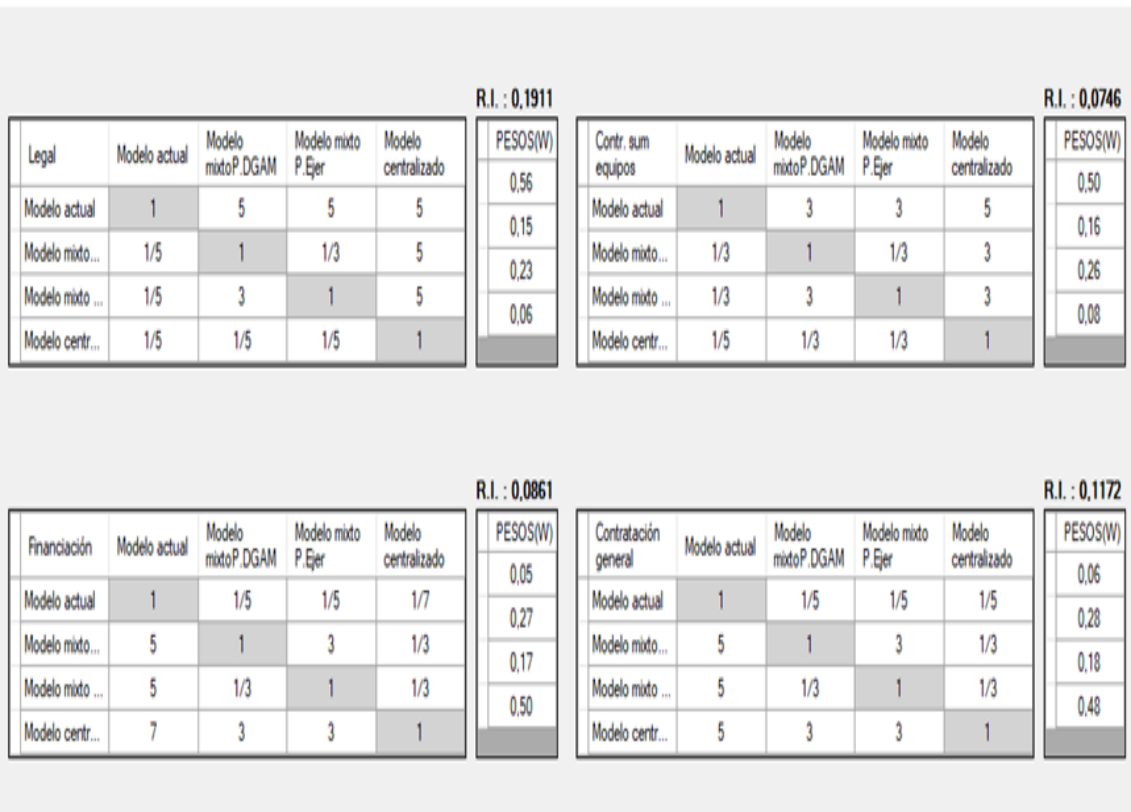 R.I. : 0,1911
Legal Modelo actual Modelo mixtoP.DGAM Modelo mixto P.Ejer Modelo centralizado PESOS(W)
Modelo actual 1 5 5 5 0,56
Modelo mixto... 1/5 1 1/3 5 0,15
Modelo mixto ... 1/5 3 1 5 0,23
Modelo centr... 1/5 1/5 1/5 1 0,06
R.I. : 0,0746
Contr. sum equipos Modelo actual Modelo mixtoP.DGAM Modelo mixto P.Ejer Modelo centralizado PESOS(W)
Modelo actual 1 3 3 5 0,50
Modelo mixto... 1/3 1 1/3 3 0,16
Modelo mixto ... 1/3 3 1 3 0,26
Modelo centr... 1/5 1/3 1/3 1 0,08
R.I. : 0,0861
Financiación Modelo actual Modelo mixtoP.DGAM Modelo mixto P.Ejer Modelo centralizado PESOS(W)
Modelo actual 1 1/5 1/5 1/7 0,05
Modelo mixto... 5 1 3 1/3 0,27
Modelo mixto ... 5 1/3 1 1/3 0,17
Modelo centr... 7 3 3 1 0,50
R.I. : 0,1172
Contratación general Modelo actual Modelo mixtoP.DGAM Modelo mixto P.Ejer Modelo centralizado PESOS(W)
Modelo actual 1 1/5 1/5 1/5 0,06
Modelo mixto... 5 1 3 1/3 0,28
Modelo mixto ... 5 1/3 1 1/3 0,18
Modelo centr... 5 3 3 1 0,48